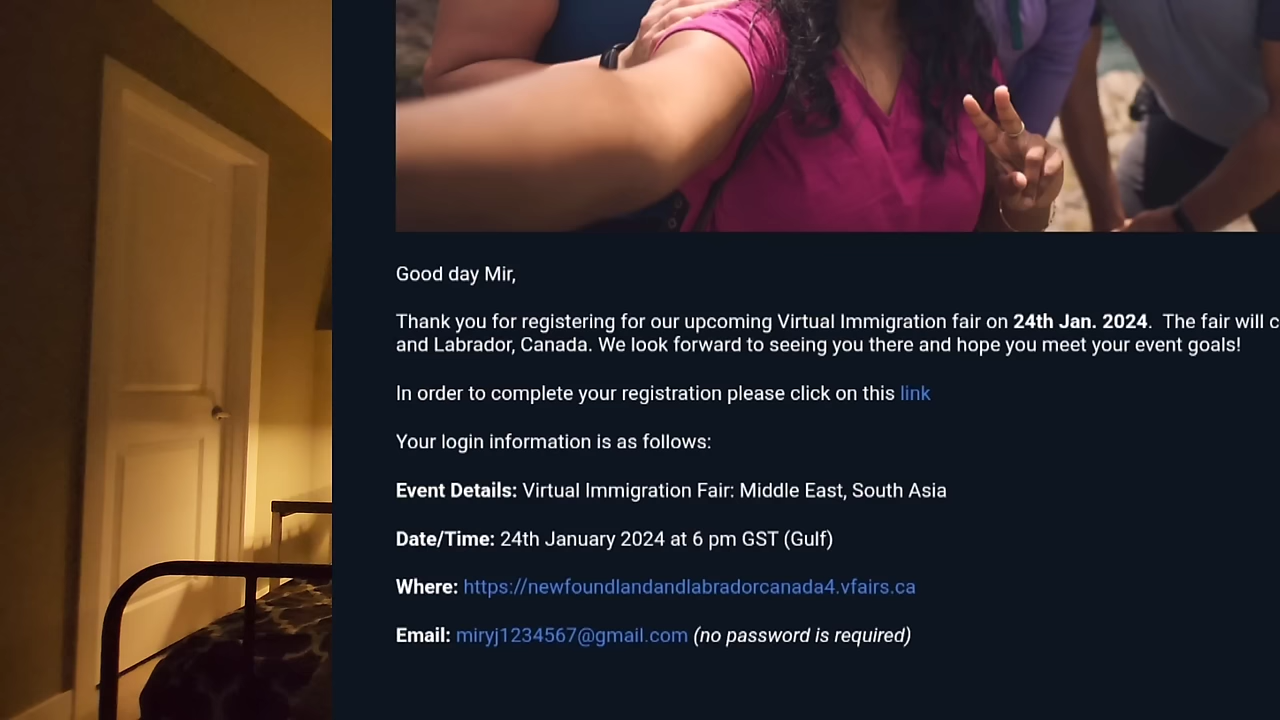 Good day Mir,
Thank you for registering for our upcoming Virtual Immigration fair on 24th Jan. 2024.  The fair will
and Labrador, Canada. We look forward to seeing you there and hope you meet your event goals!
In order to complete your registration please click on this link
Your login information is as follows:
Event Details: Virtual Immigration Fair: Middle East, South Asia
Date/Time: 24th January 2024 at 6 pm GST (Gulf)
Where: https://newfoundlandandlabradorcanada4.vfairs.ca
Email: miryj1234567@gmail.com (no password is required)